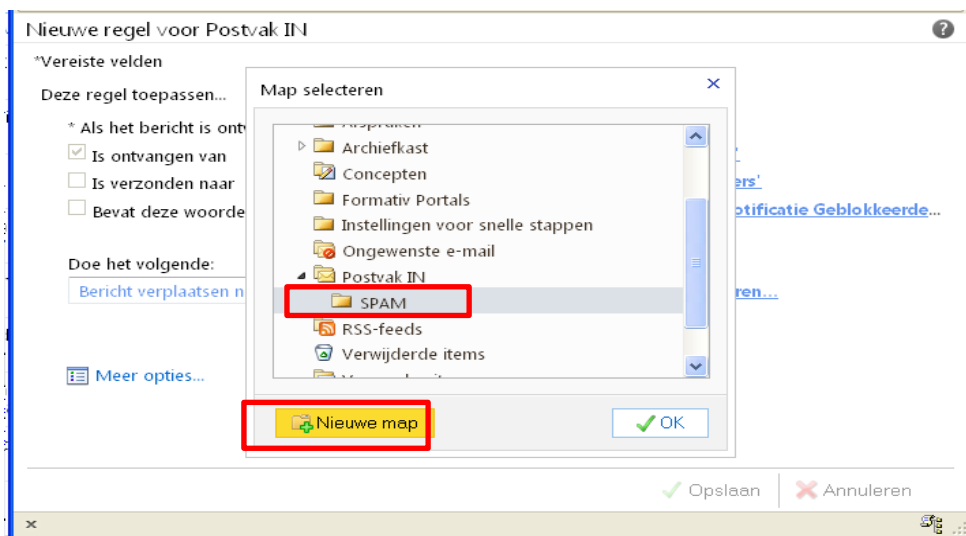 Nieuwe regel voor Postvak IN
*Vereiste velden
Deze regel toepassen...
Map selecteren
* Als het bericht is ont
Is ontvangen van
Is verzonden naar
ers'
Bevat deze woorde
otificatie Geblokkeerde...
Archiefkast
Concepten
Formativ Portals
Instellingen voor snelle stappen
Ongewenste e-mail
Postvak IN
SPAM
RSS-feeds
Verwijderde items
Doe het volgende:
Bericht verplaatsen n
ren...
Meer opties...
Nieuwe map
OK
Opslaan
Annuleren